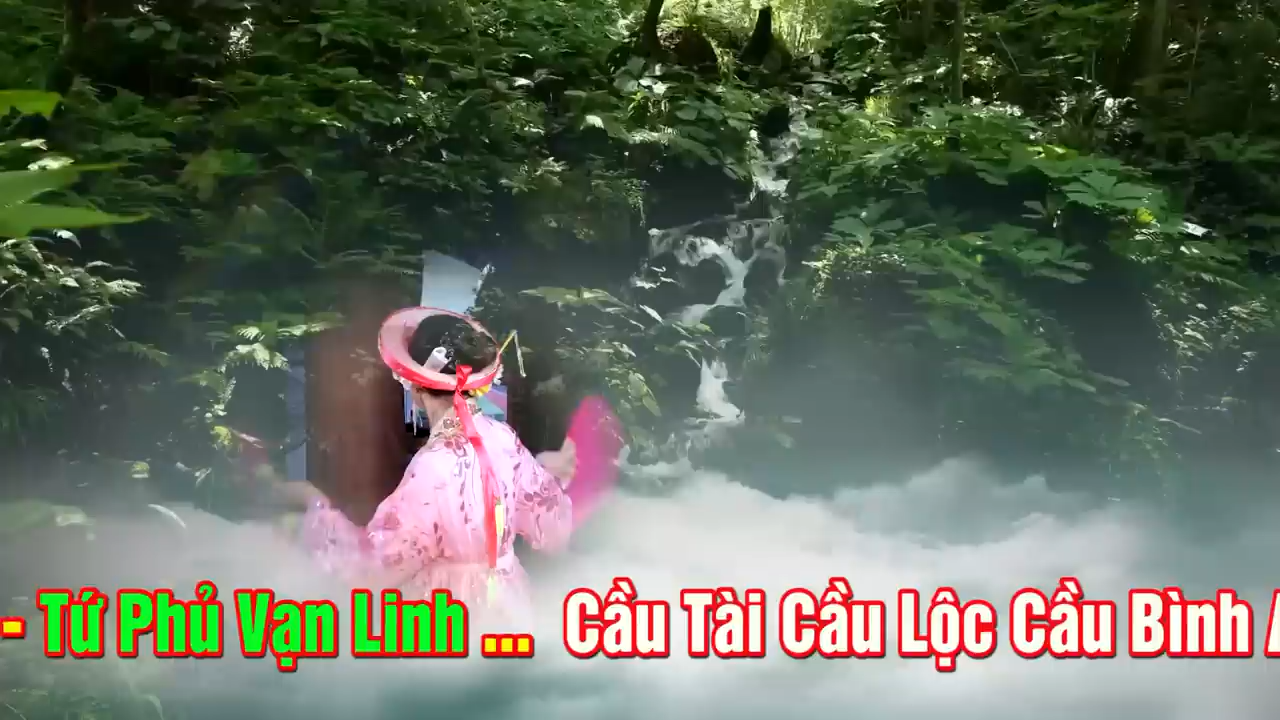 - Tứ Phủ Vạn Linh ... Cầu Tài Cầu Lộc Cầu Bình